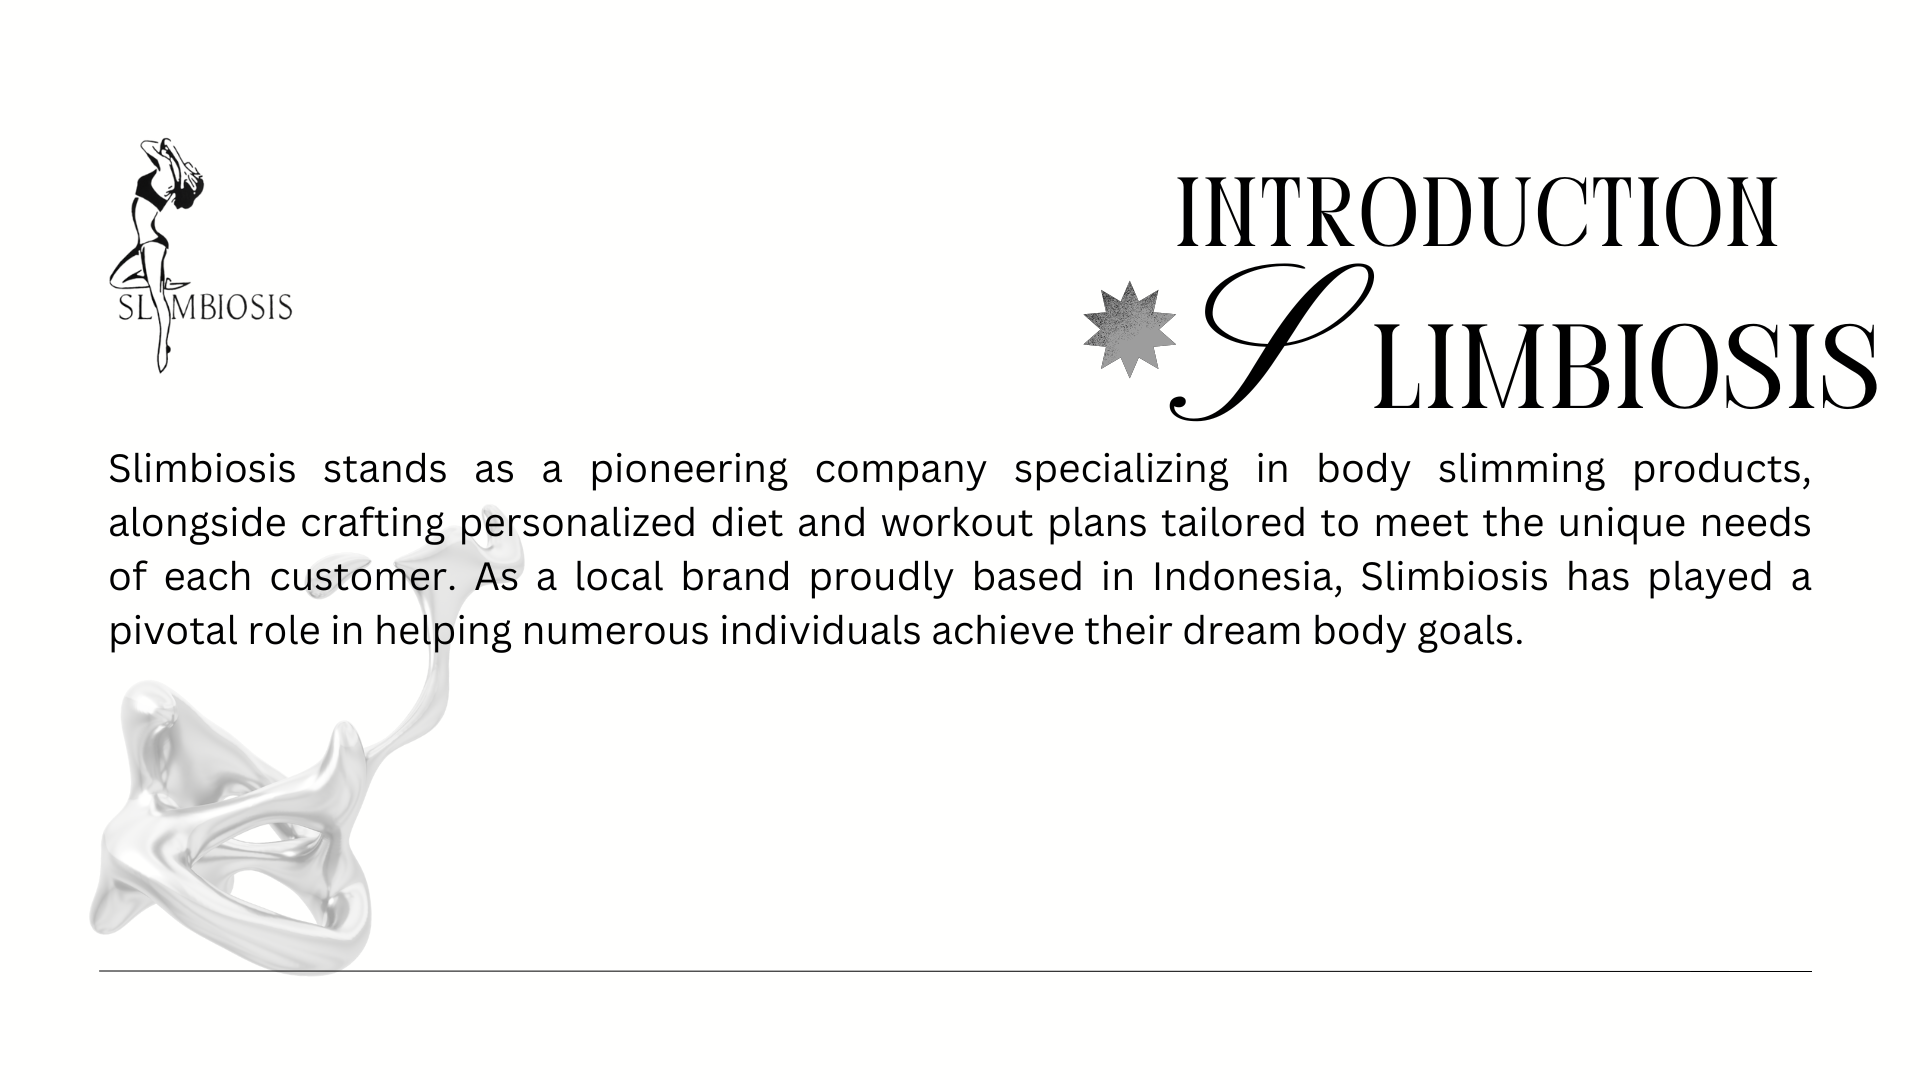 SLIMBIOSIS
INTRODUCTION
SLIMBIOSIS
Slimbiosis stands as a pioneering company specializing in body slimming products,
alongside crafting personalized diet and workout plans tailored to meet the unique needs
of each customer. As a local brand proudly based in Indonesia, Slimbiosis has played a
pivotal role in helping numerous individuals achieve their dream body goals.